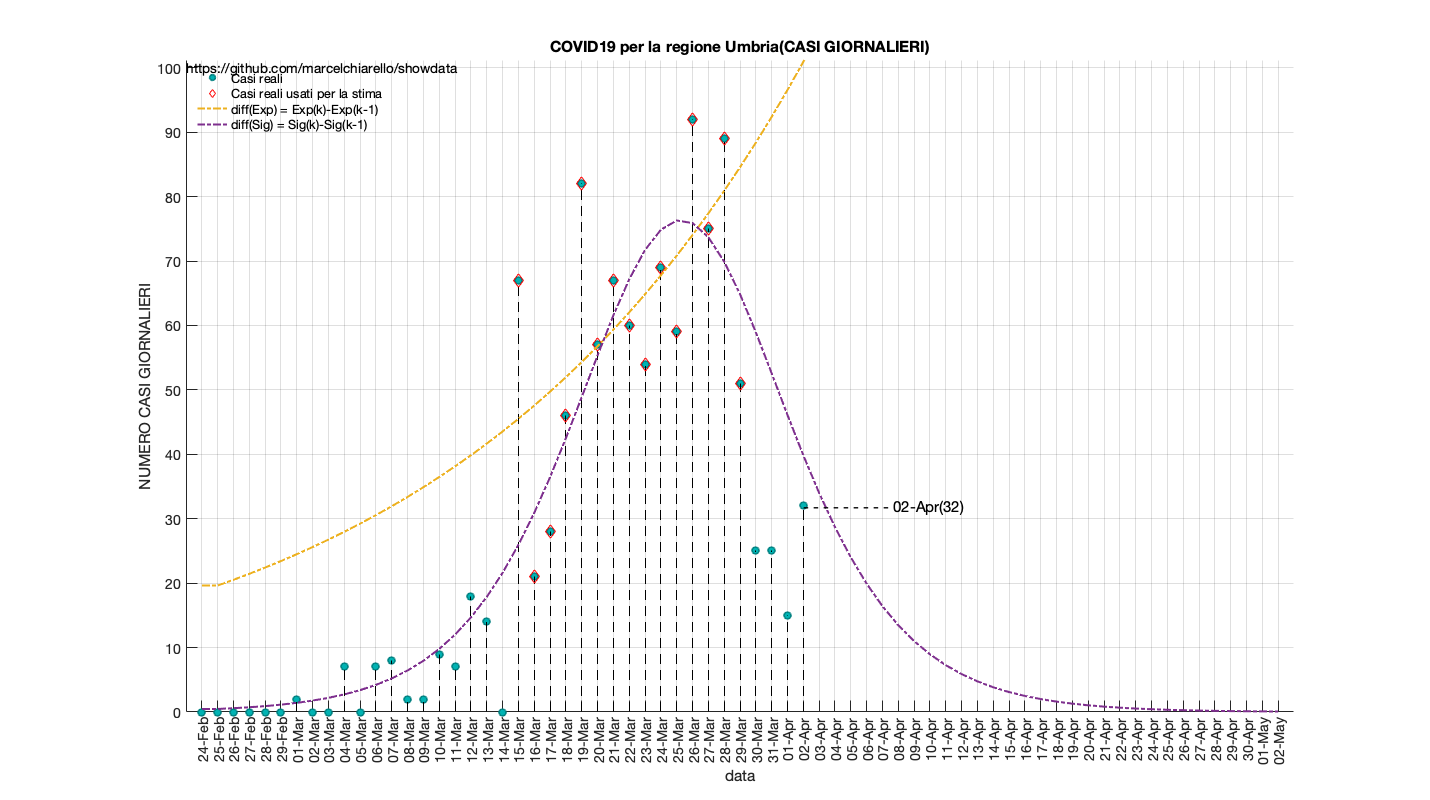 COVID19 per la regione Umbria(CASI GIORNALIERI)
https://github.com/marcelchiarello/showdata
Casi reali
Casi reali usati per la stima
diff(Exp) = Exp(k)-Exp(k-1)
diff(Sig) = Sig(k)-Sig(k-1)
NUMERO CASI GIORNALIERI
100
90
80
70
60
50
40
30
20
10
0
02-Apr(32)
24-Feb
25-Feb
26-Feb
27-Feb
28-Feb
29-Feb
01-Mar
02-Mar
03-Mar
04-Mar
05-Mar
06-Mar
07-Mar
08-Mar
09-Mar
10-Mar
11-Mar
12-Mar
13-Mar
14-Mar
15-Mar
16-Mar
17-Mar
18-Mar
19-Mar
20-Mar
21-Mar
22-Mar
23-Mar
24-Mar
25-Mar
26-Mar
27-Mar
28-Mar
29-Mar
30-Mar
31-Mar
01-Apr
02-Apr
03-Apr
04-Apr
05-Apr
06-Apr
07-Apr
08-Apr
09-Apr
10-Apr
11-Apr
12-Apr
13-Apr
14-Apr
15-Apr
16-Apr
17-Apr
18-Apr
19-Apr
20-Apr
21-Apr
22-Apr
23-Apr
24-Apr
25-Apr
26-Apr
27-Apr
28-Apr
29-Apr
30-Apr
01-May
02-May
data